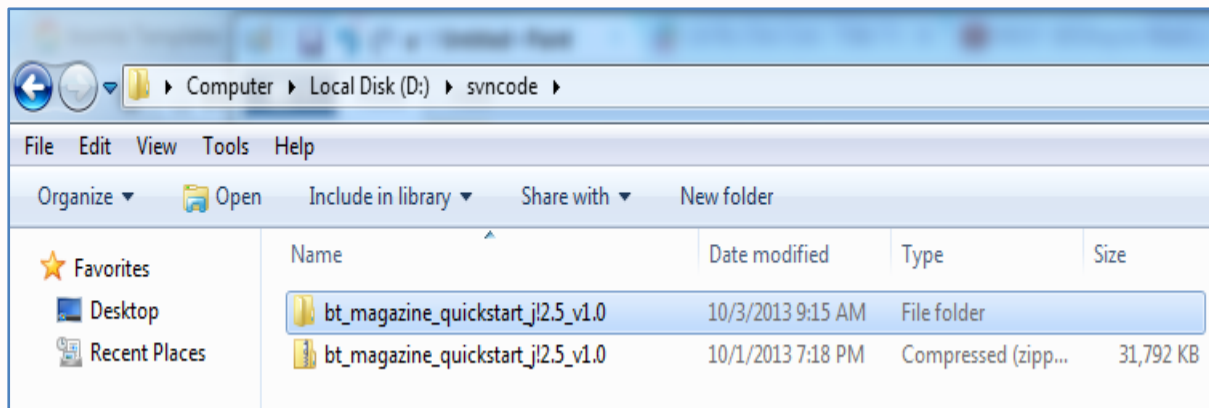 Computer Local Disk (D:) svncode
File Edit View Tools Help
Organize Open Include in library Share with New folder
Favorites
Desktop
Recent Places
Name Date modified Type Size
bt_magazine_quickstart_j!2.5_v1.0 10/3/2013 9:15 AM File folder
bt_magazine_quickstart_j!2.5_v1.0 10/1/2013 7:18 PM Compressed (zipp... 31,792 KB